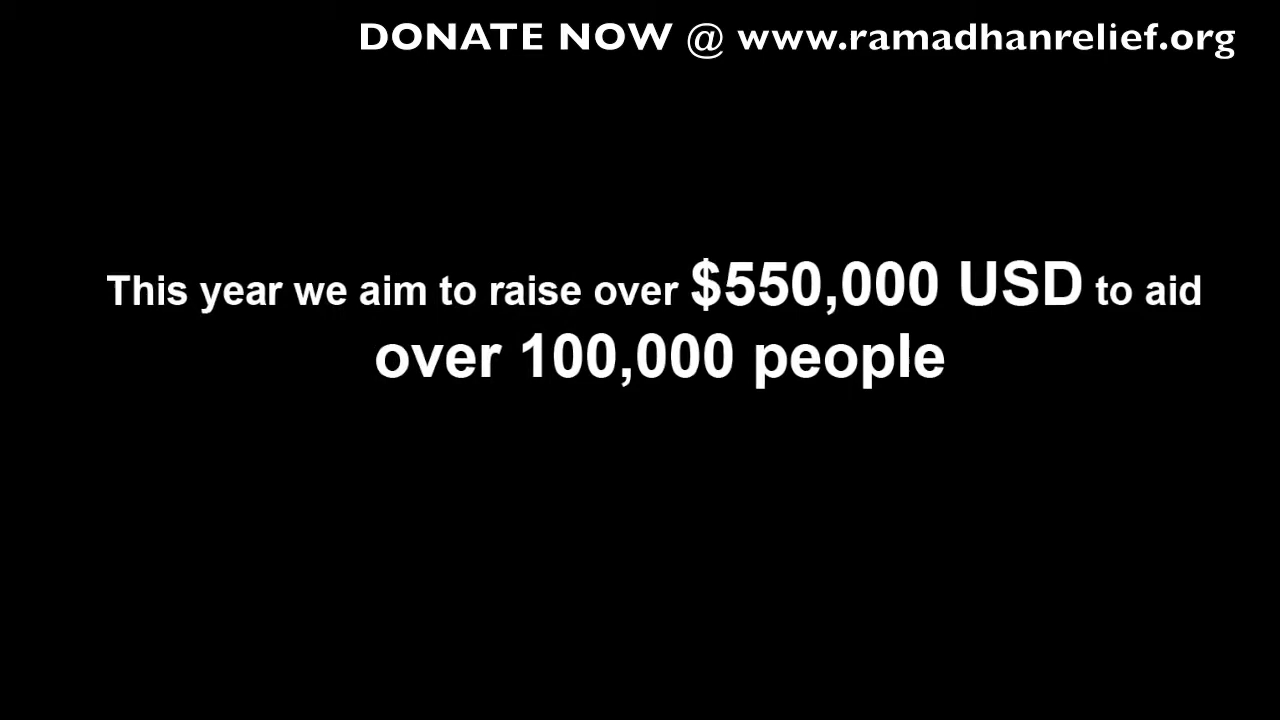 DONATE NOW @ www.ramadhanrelief.org
This year we aim to raise over $550,000 USD to aid
over 100,000 people